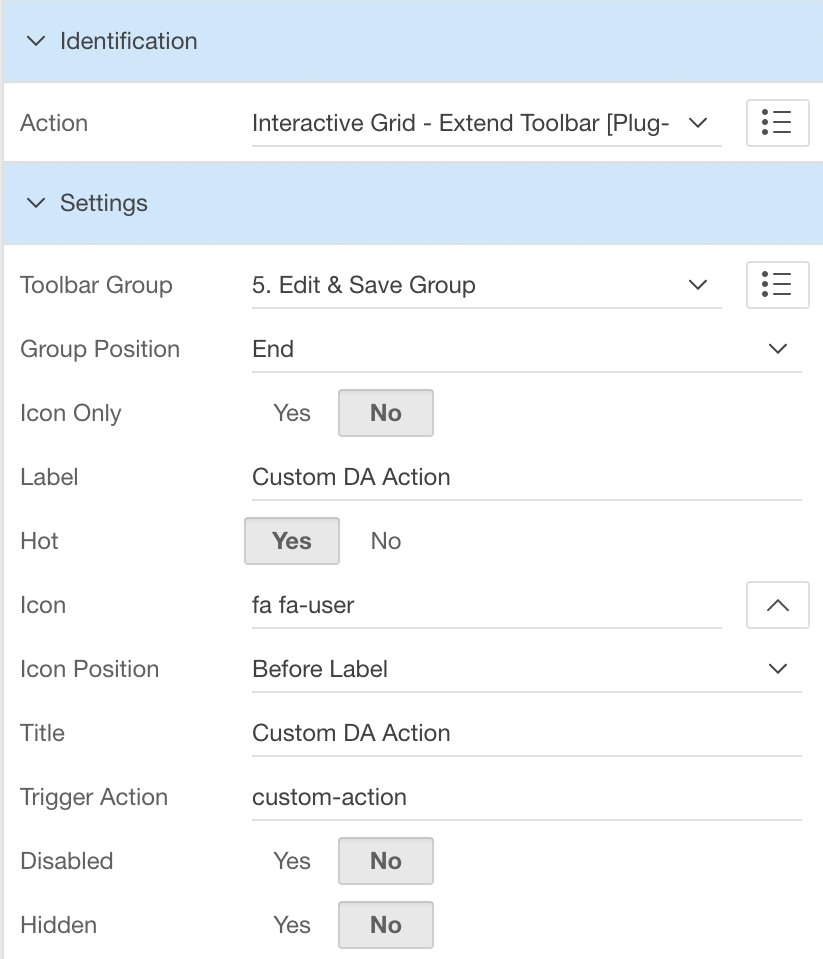 Identification
Action Interactive Grid - Extend Toolbar [Plug-
Settings
Toolbar Group 5. Edit & Save Group
Group Position End
Icon Only Yes No
Label Custom DA Action
Hot Yes No
Icon fa fa-user
Icon Position Before Label
Title Custom DA Action
Trigger Action custom-action
Disabled Yes No
Hidden Yes No